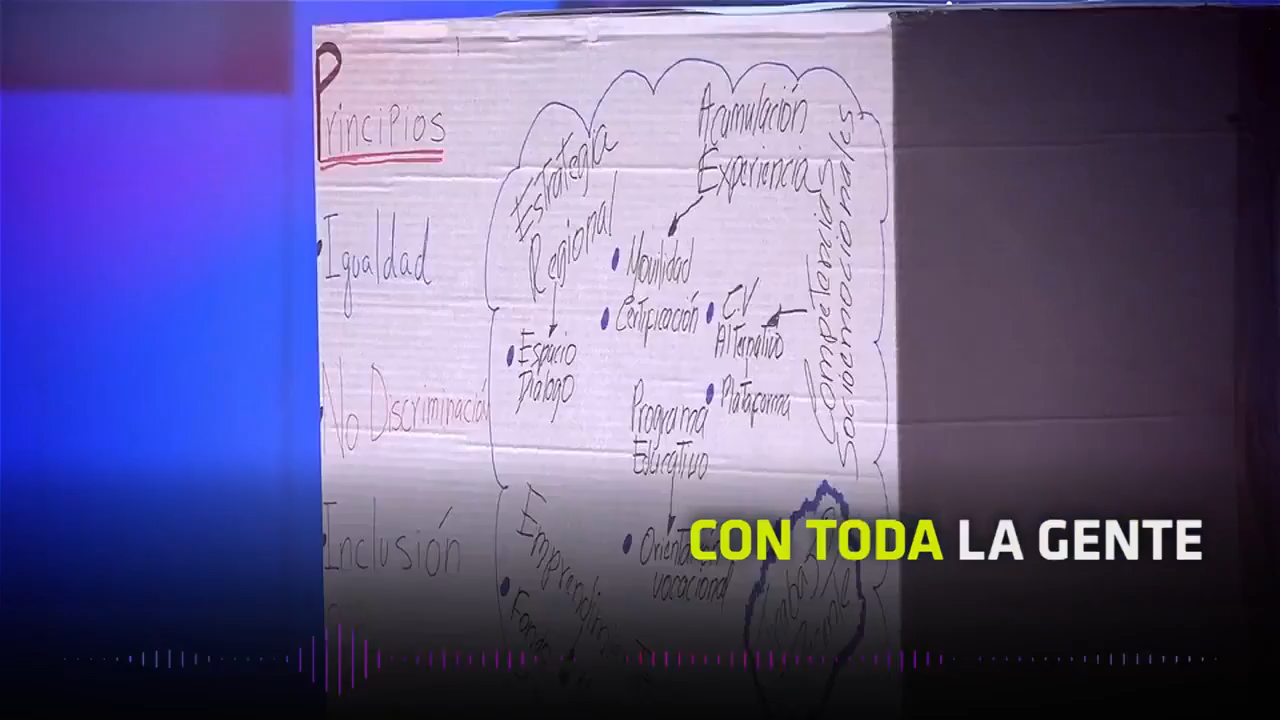 Principios
Igualdad
No Discriminación
Inclusión
Estrategia
Regional
Espacio
Diálogo
Acumulación
Experiencia
Movilidad
Certificación
C.V
Alternativo
Plataforma
Competencias
Socioemocionales
Programa
Educativo
Orientación
vocacional
CON TODA LA GENTE